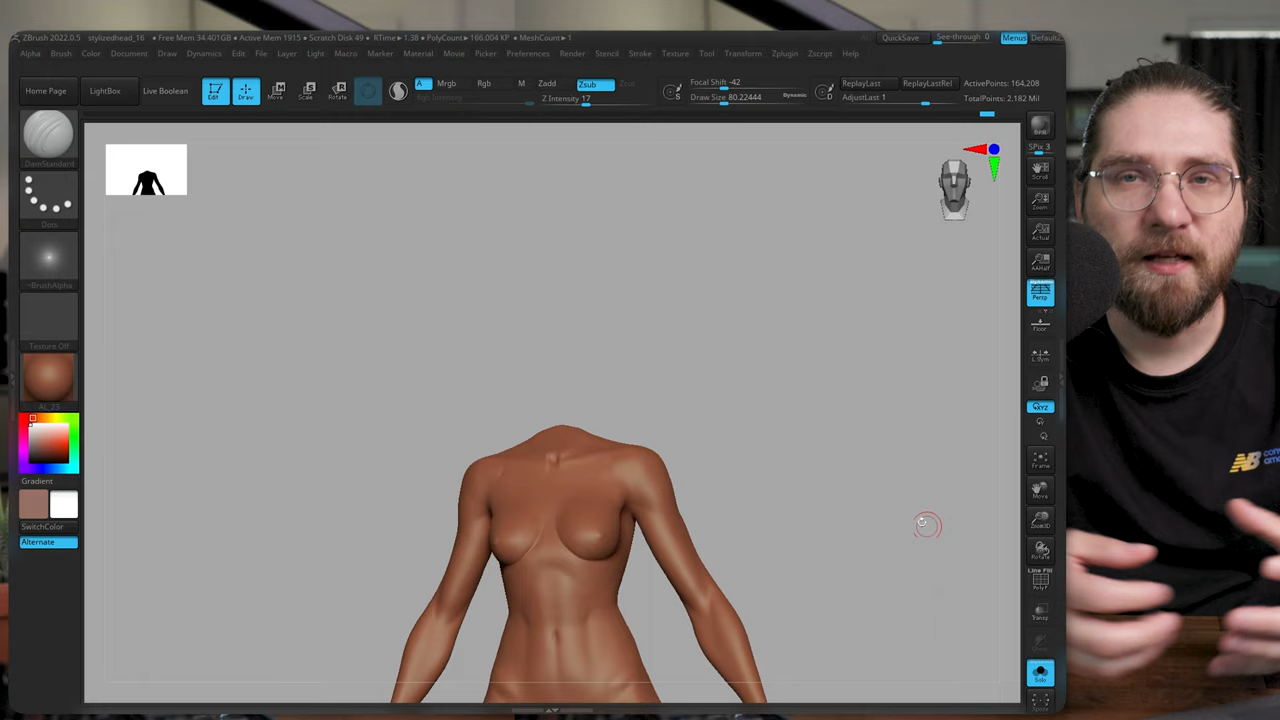 ZBrush 2022.0.5 stylizedhead_16 • Free Mem 34.401GB • Active Mem 1915 • Scratch Disk 49 • RTime▸1.38 • PolyCount▸166.004 KP • MeshCount▸1
QuickSave See-through 0 Menus DefaultZ
Alpha Brush Color Document Draw Dynamics Edit File Layer Light Macro Marker Material Movie Picker Preferences Render Stencil Stroke Texture Tool Transform Zplugin Zscript Help
Home Page LightBox Live Boolean Edit Draw Move Scale Rotate A Mrgb Rgb M Zadd Zsub Zcut
Rgb Intensity Z Intensity 17
Focal Shift -42
Draw Size 80.22444 Dynamic
S D
ReplayLast ReplayLastRel ActivePoints: 164,208
AdjustLast 1 TotalPoints: 2.182 Mil
DamStandard
Dots
~BrushAlpha
Texture Off
Gradient
SwitchColor
Alternate
BPR
SPix 3
Scroll
Zoom
Actual
AAHalf
Persp
Floor
L.Sym
XYZ
Frame
Move
Zoom3D
Rotate
Line Fill
PolyF
Transp
Solo
Xpose
NB